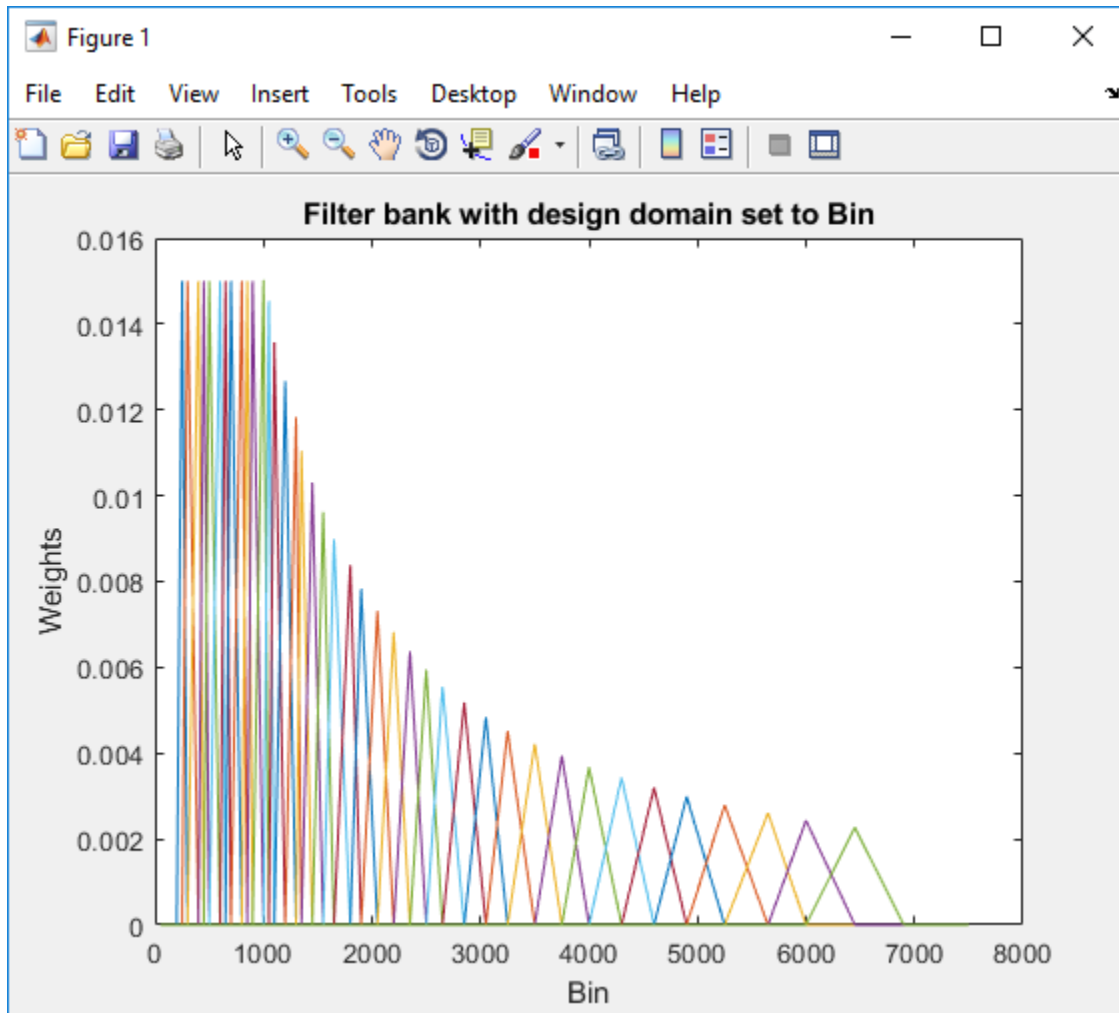 Figure 1
File Edit View Insert Tools Desktop Window Help
Filter bank with design domain set to Bin
0.016
0.014
0.012
0.01
0.008
0.006
0.004
0.002
0
Weights
0 1000 2000 3000 4000 5000 6000 7000 8000
Bin